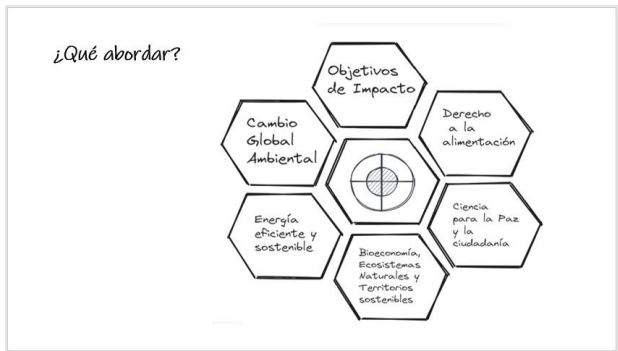 ¿Qué abordar?
Objetivos
de Impacto
Derecho
a la
alimentación
Ciencia
para la Paz
y la
ciudadanía
Bioeconomía,
Ecosistemas
Naturales y
Territorios
sostenibles
Energía
eficiente y
sostenible
Cambio
Global
Ambiental